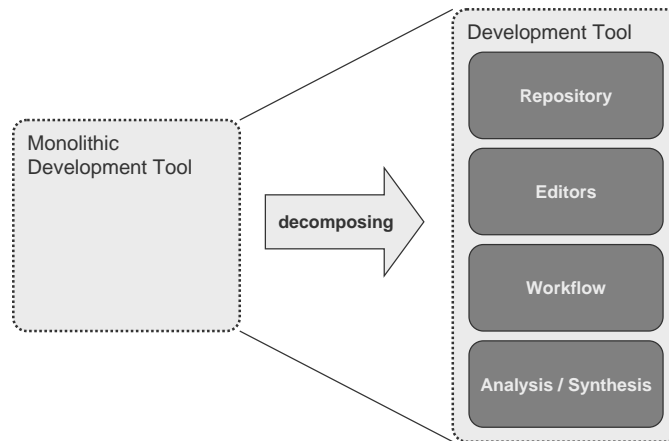 Monolithic
Development Tool
decomposing
Development Tool
Repository
Editors
Workflow
Analysis / Synthesis